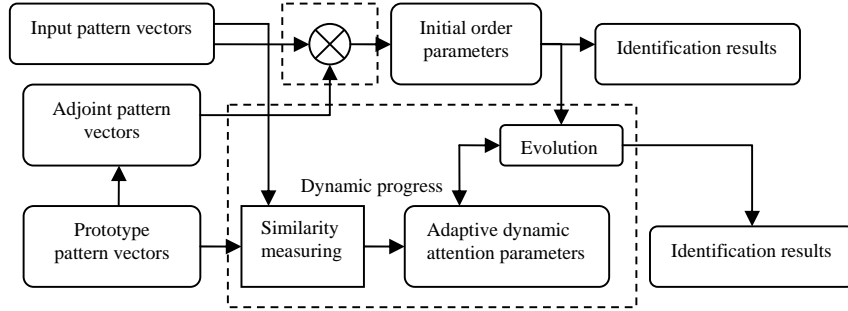 Input pattern vectors
Initial order
parameters
Identification results
Adjoint pattern
vectors
Evolution
Dynamic progress
Prototype
pattern vectors
Similarity
measuring
Adaptive dynamic
attention parameters
Identification results